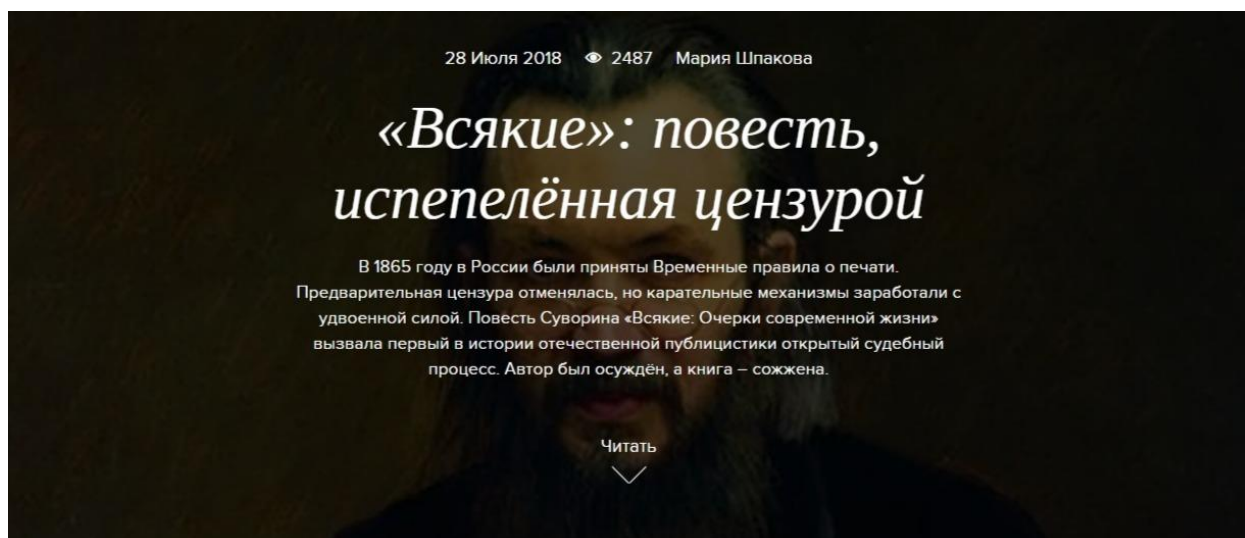 28 Июля 2018 2487 Мария Шпакова
«Всякие»: повесть,
испепелённая цензурой
В 1865 году в России были приняты Временные правила о печати.
Предварительная цензура отменялась, но карательные механизмы заработали с
удвоенной силой. Повесть Суворина «Всякие: Очерки современной жизни»
вызвала первый в истории отечественной публицистики открытый судебный
процесс. Автор был осуждён, а книга – сожжена.
Читать